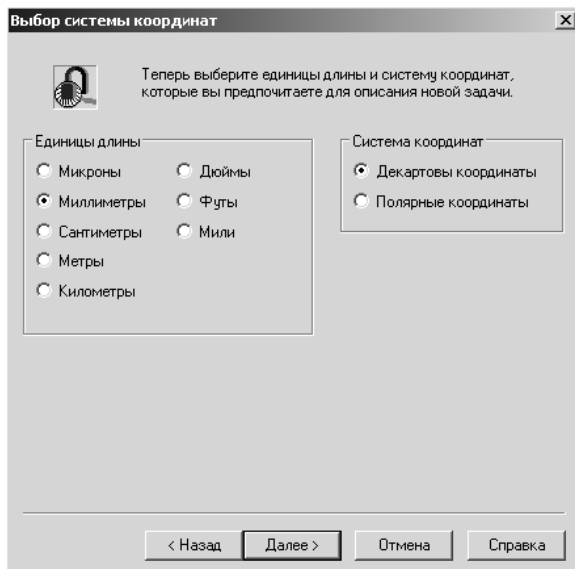 Выбор системы координат
Теперь выберите единицы длины и систему координат,
которые вы предпочитаете для описания новой задачи.
Единицы длины
Микроны
Миллиметры
Сантиметры
Метры
Километры
Дюймы
Футы
Мили
Система координат
Декартовы координаты
Полярные координаты
< Назад
Далее >
Отмена
Справка